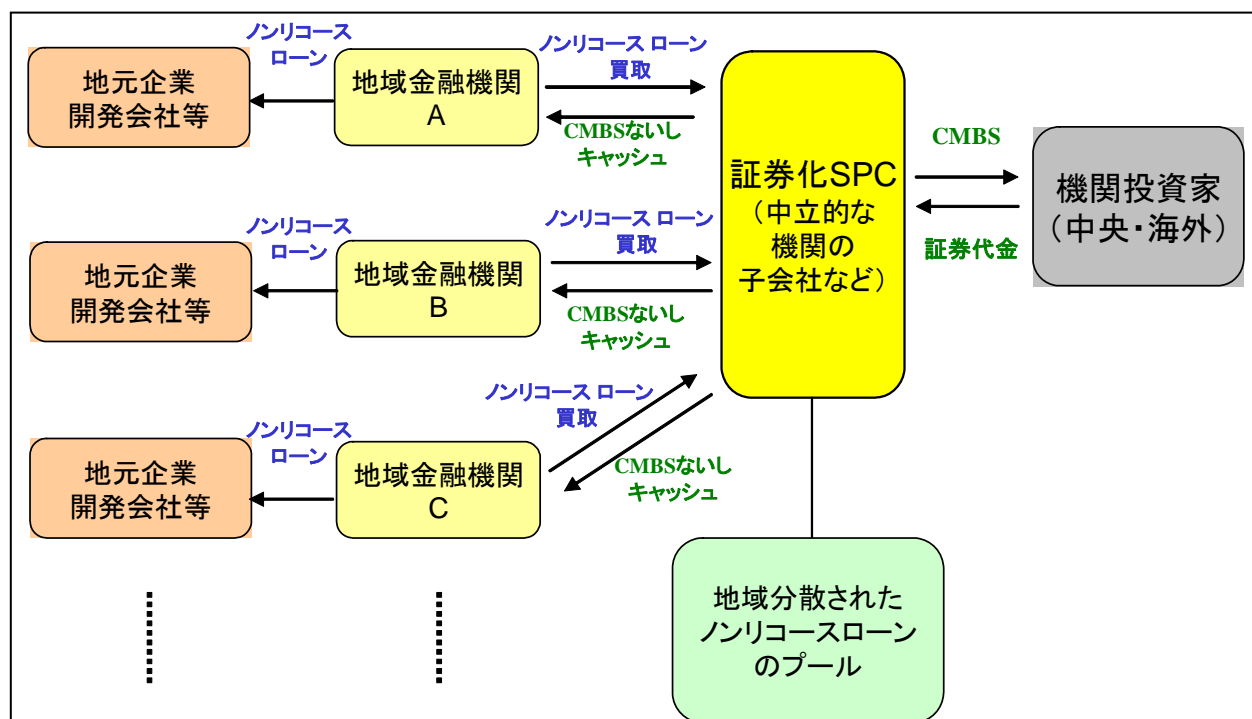 ノンリコース
ローン
ノンリコース ローン
買取
地元企業
開発会社等
地域金融機関
A
CMBSないし
キャッシュ
証券化SPC
（中立的な
機関の
子会社など）
CMBS
機関投資家
（中央・海外）
証券代金
ノンリコース
ローン
ノンリコース ローン
買取
地元企業
開発会社等
地域金融機関
B
CMBSないし
キャッシュ
ノンリコース ローン
買取
ノンリコース
ローン
地元企業
開発会社等
地域金融機関
C
CMBSないし
キャッシュ
地域分散された
ノンリコースローン
のプール